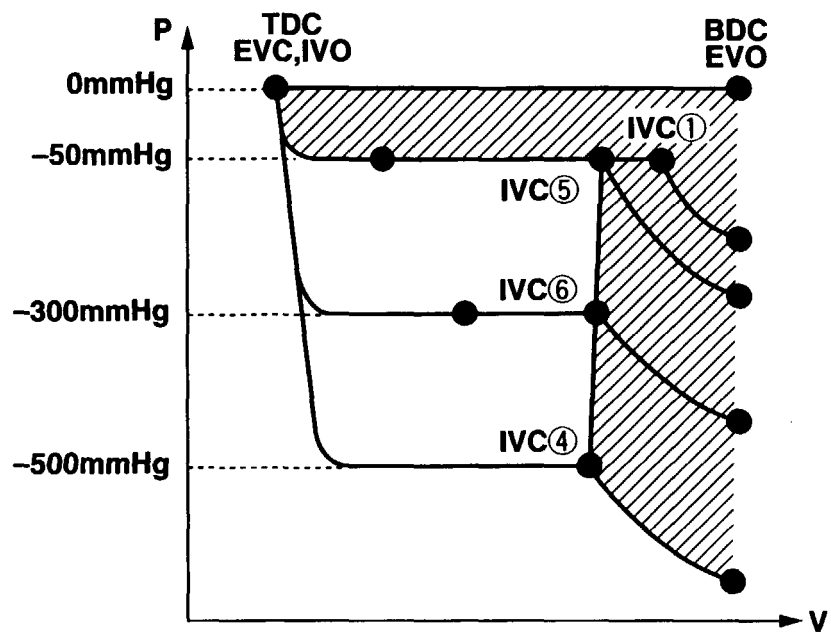 P
TDC
EVC,IVO
BDC
EVO
0mmHg
IVC①
−50mmHg
IVC⑤
IVC⑥
−300mmHg
IVC④
−500mmHg
V